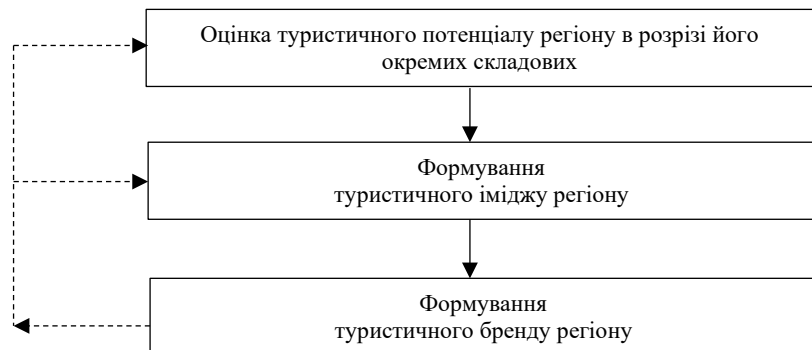 Оцінка туристичного потенціалу регіону в розрізі його
окремих складових
Формування
туристичного іміджу регіону
Формування
туристичного бренду регіону